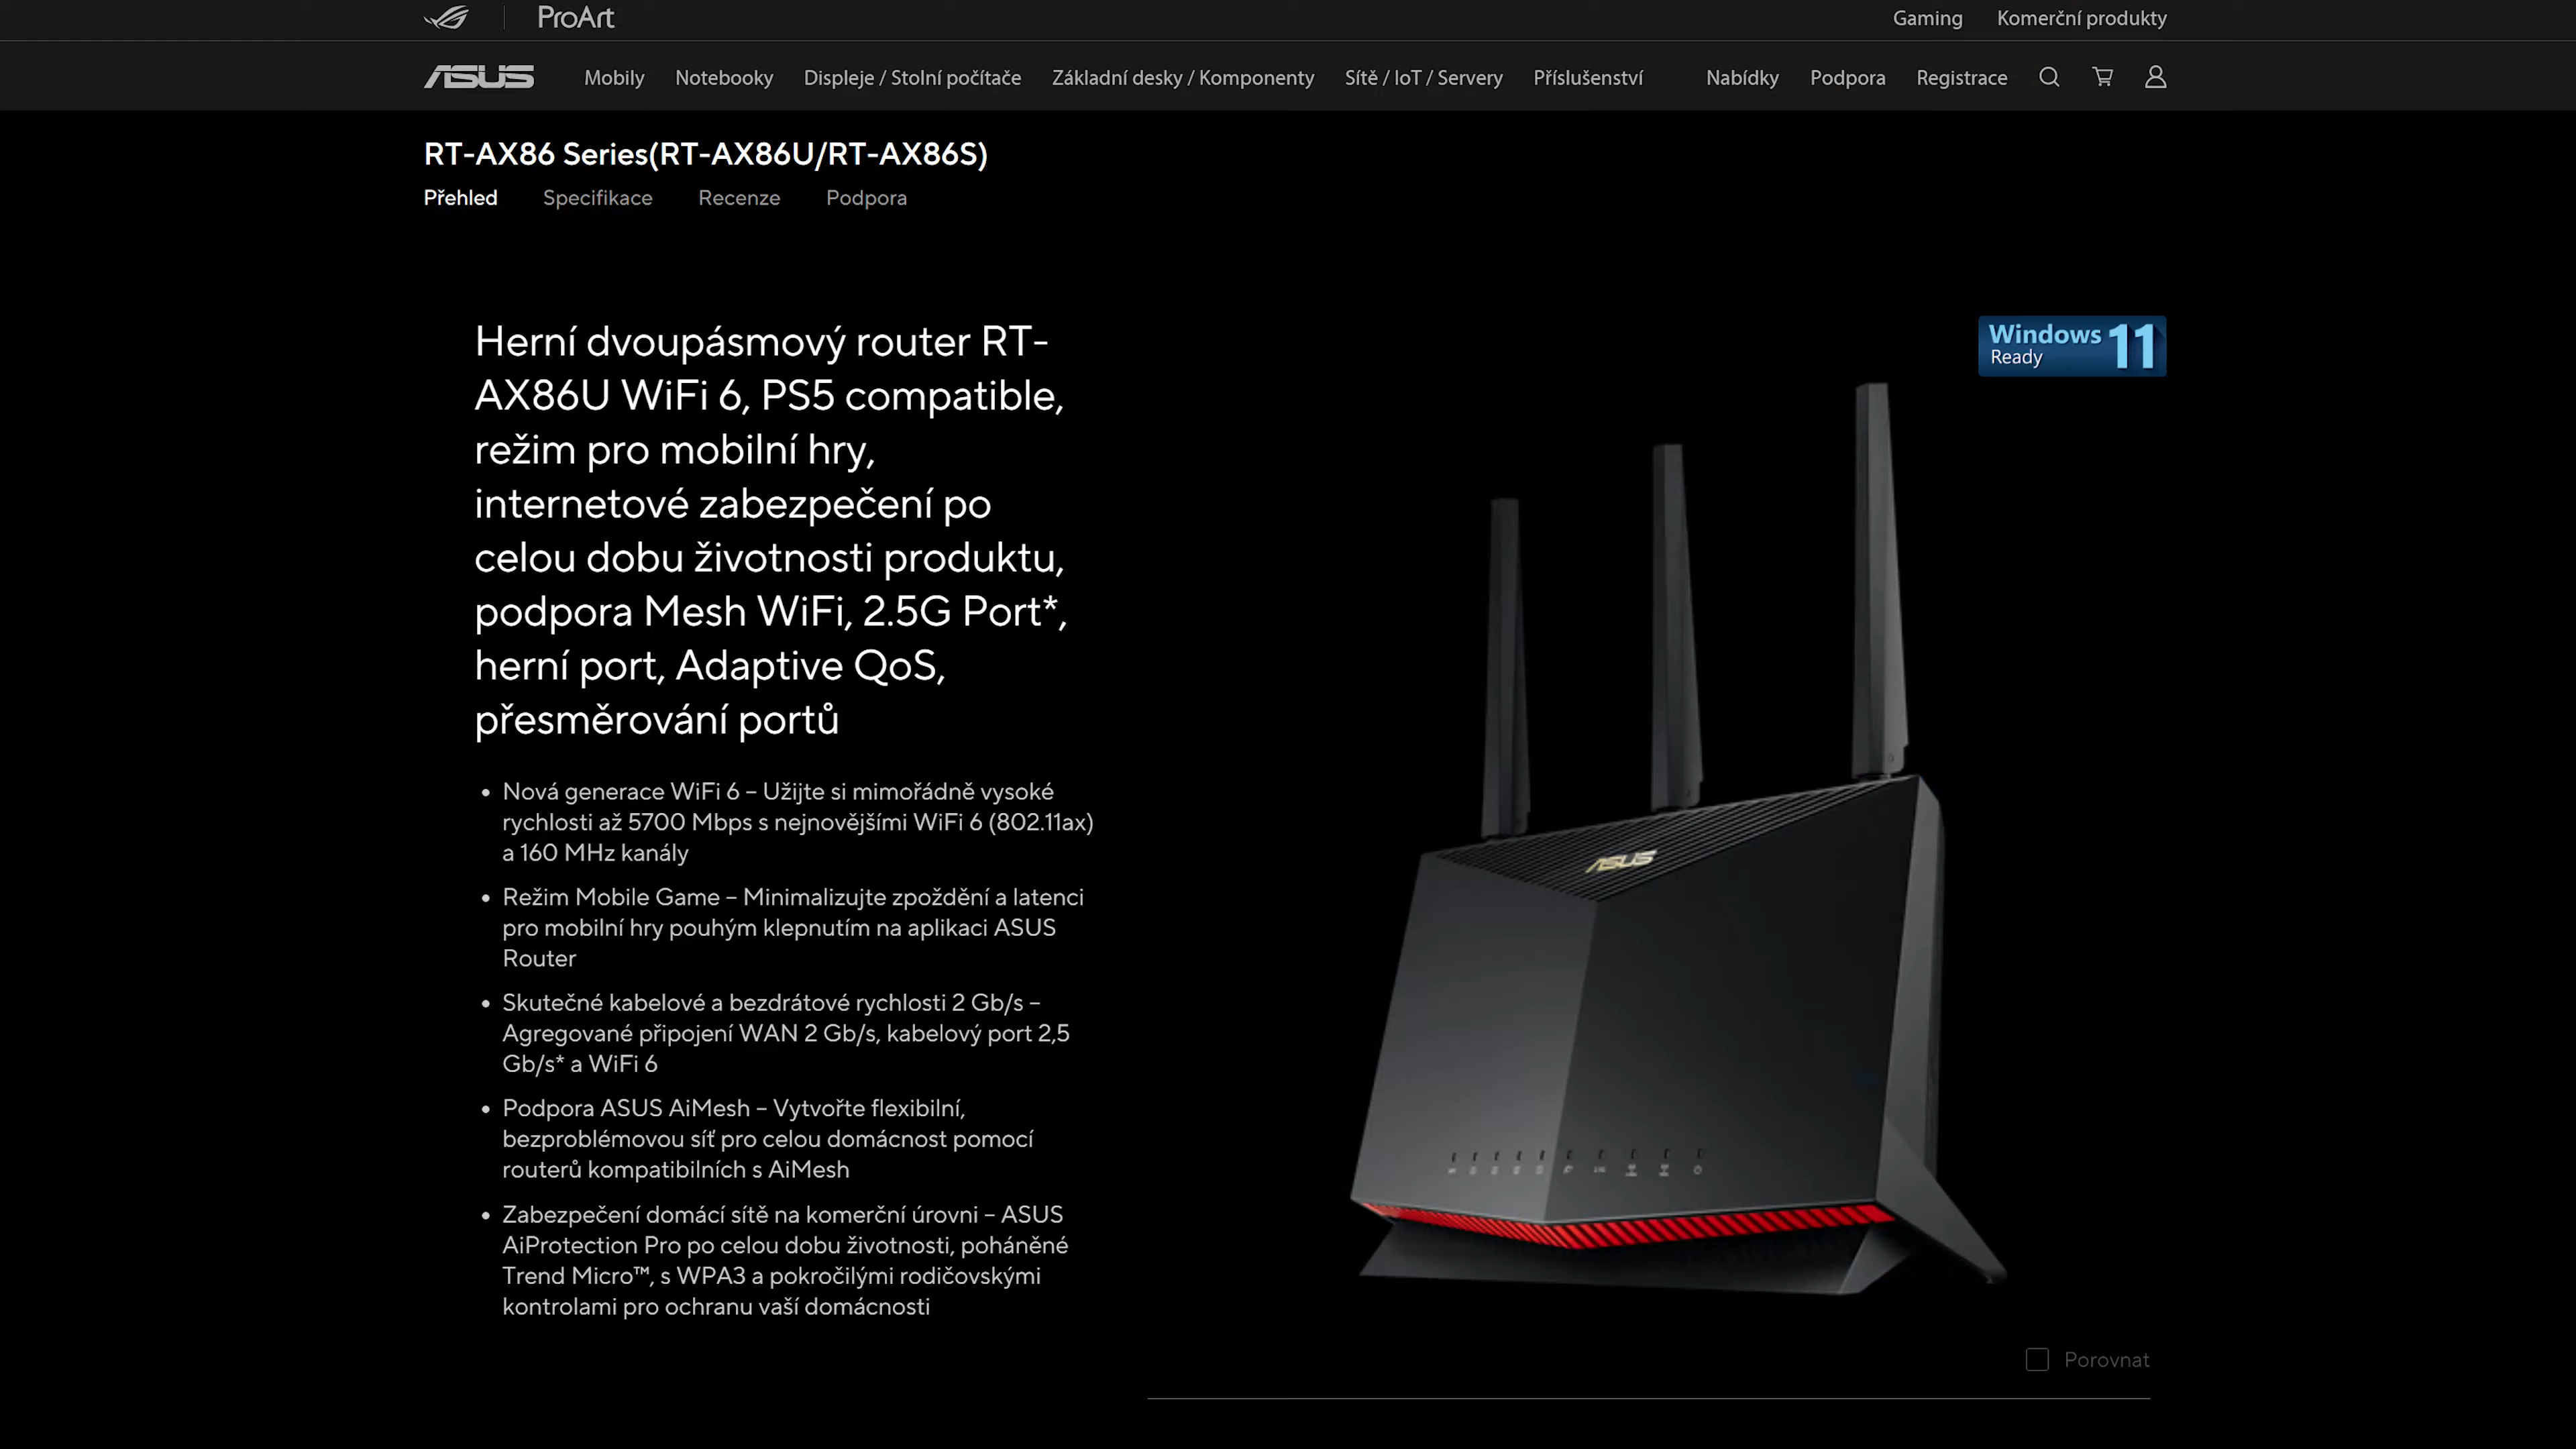 ProArt
Gaming Komerční produkty
ASUS Mobily Notebooky Displeje / Stolní počítače Základní desky / Komponenty Sítě / IoT / Servery Příslušenství Nabídky Podpora Registrace
RT-AX86 Series(RT-AX86U/RT-AX86S)
Přehled Specifikace Recenze Podpora
Herní dvoupásmový router RT-
AX86U WiFi 6, PS5 compatible,
režim pro mobilní hry,
internetové zabezpečení po
celou dobu životnosti produktu,
podpora Mesh WiFi, 2.5G Port*,
herní port, Adaptive QoS,
přesměrování portů
• Nová generace WiFi 6 – Užijte si mimořádně vysoké
rychlosti až 5700 Mbps s nejnovějšími WiFi 6 (802.11ax)
a 160 MHz kanály
• Režim Mobile Game – Minimalizujte zpoždění a latenci
pro mobilní hry pouhým klepnutím na aplikaci ASUS
Router
• Skutečné kabelové a bezdrátové rychlosti 2 Gb/s –
Agregované připojení WAN 2 Gb/s, kabelový port 2,5
Gb/s* a WiFi 6
• Podpora ASUS AiMesh – Vytvořte flexibilní,
bezproblémovou síť pro celou domácnost pomocí
routerů kompatibilních s AiMesh
• Zabezpečení domácí sítě na komerční úrovni – ASUS
AiProtection Pro po celou dobu životnosti, poháněné
Trend Micro™, s WPA3 a pokročilými rodičovskými
kontrolami pro ochranu vaší domácnosti
Windows 11
Ready
ASUS
Porovnat